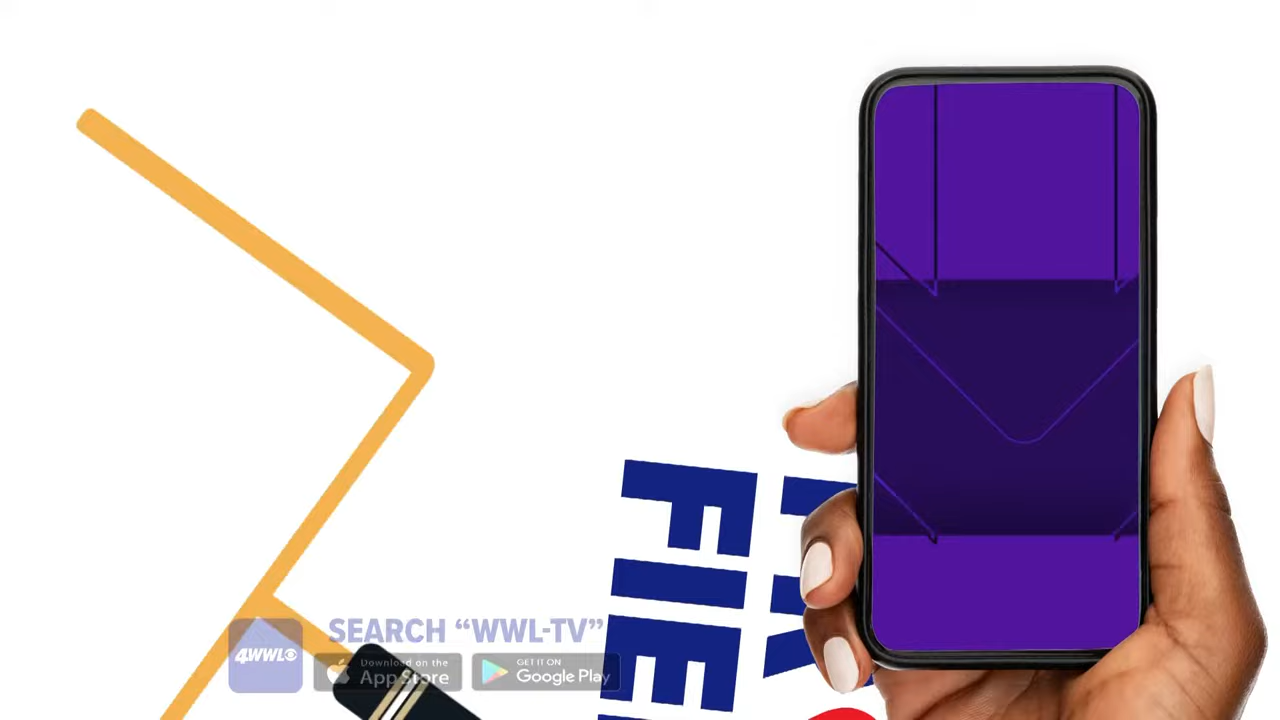 SEARCH “WWL-TV”
4WWL
Download on the
App Store
GET IT ON
Google Play
FIE